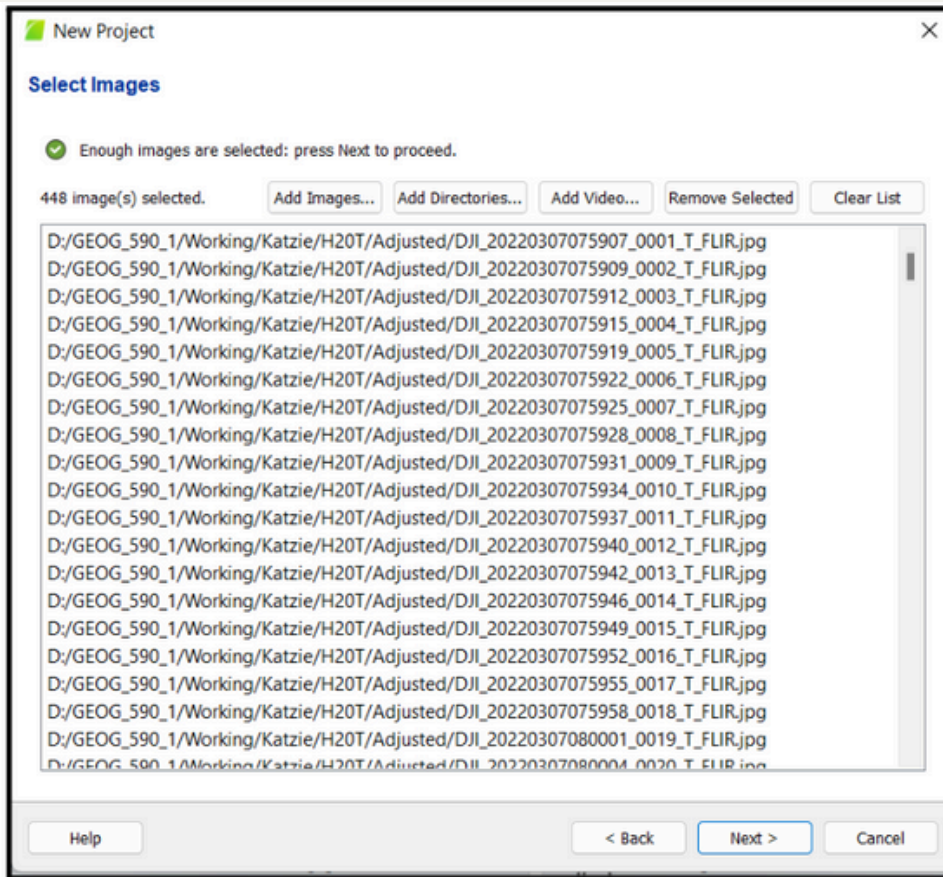 New Project
Select Images
Enough images are selected: press Next to proceed.
448 image(s) selected. Add Images... Add Directories... Add Video... Remove Selected Clear List
D:/GEOG_590_1/Working/Katzie/H20T/Adjusted/DJI_20220307075907_0001_T_FLIR.jpg
D:/GEOG_590_1/Working/Katzie/H20T/Adjusted/DJI_20220307075909_0002_T_FLIR.jpg
D:/GEOG_590_1/Working/Katzie/H20T/Adjusted/DJI_20220307075912_0003_T_FLIR.jpg
D:/GEOG_590_1/Working/Katzie/H20T/Adjusted/DJI_20220307075915_0004_T_FLIR.jpg
D:/GEOG_590_1/Working/Katzie/H20T/Adjusted/DJI_20220307075919_0005_T_FLIR.jpg
D:/GEOG_590_1/Working/Katzie/H20T/Adjusted/DJI_20220307075922_0006_T_FLIR.jpg
D:/GEOG_590_1/Working/Katzie/H20T/Adjusted/DJI_20220307075925_0007_T_FLIR.jpg
D:/GEOG_590_1/Working/Katzie/H20T/Adjusted/DJI_20220307075928_0008_T_FLIR.jpg
D:/GEOG_590_1/Working/Katzie/H20T/Adjusted/DJI_20220307075931_0009_T_FLIR.jpg
D:/GEOG_590_1/Working/Katzie/H20T/Adjusted/DJI_20220307075934_0010_T_FLIR.jpg
D:/GEOG_590_1/Working/Katzie/H20T/Adjusted/DJI_20220307075937_0011_T_FLIR.jpg
D:/GEOG_590_1/Working/Katzie/H20T/Adjusted/DJI_20220307075940_0012_T_FLIR.jpg
D:/GEOG_590_1/Working/Katzie/H20T/Adjusted/DJI_20220307075942_0013_T_FLIR.jpg
D:/GEOG_590_1/Working/Katzie/H20T/Adjusted/DJI_20220307075946_0014_T_FLIR.jpg
D:/GEOG_590_1/Working/Katzie/H20T/Adjusted/DJI_20220307075949_0015_T_FLIR.jpg
D:/GEOG_590_1/Working/Katzie/H20T/Adjusted/DJI_20220307075952_0016_T_FLIR.jpg
D:/GEOG_590_1/Working/Katzie/H20T/Adjusted/DJI_20220307075955_0017_T_FLIR.jpg
D:/GEOG_590_1/Working/Katzie/H20T/Adjusted/DJI_20220307075958_0018_T_FLIR.jpg
D:/GEOG_590_1/Working/Katzie/H20T/Adjusted/DJI_20220307080001_0019_T_FLIR.jpg
D:/GEOG_590_1/Working/Katzie/H20T/Adjusted/DJI_20220307080004_0020_T_FLIR.jpg
Help < Back Next > Cancel